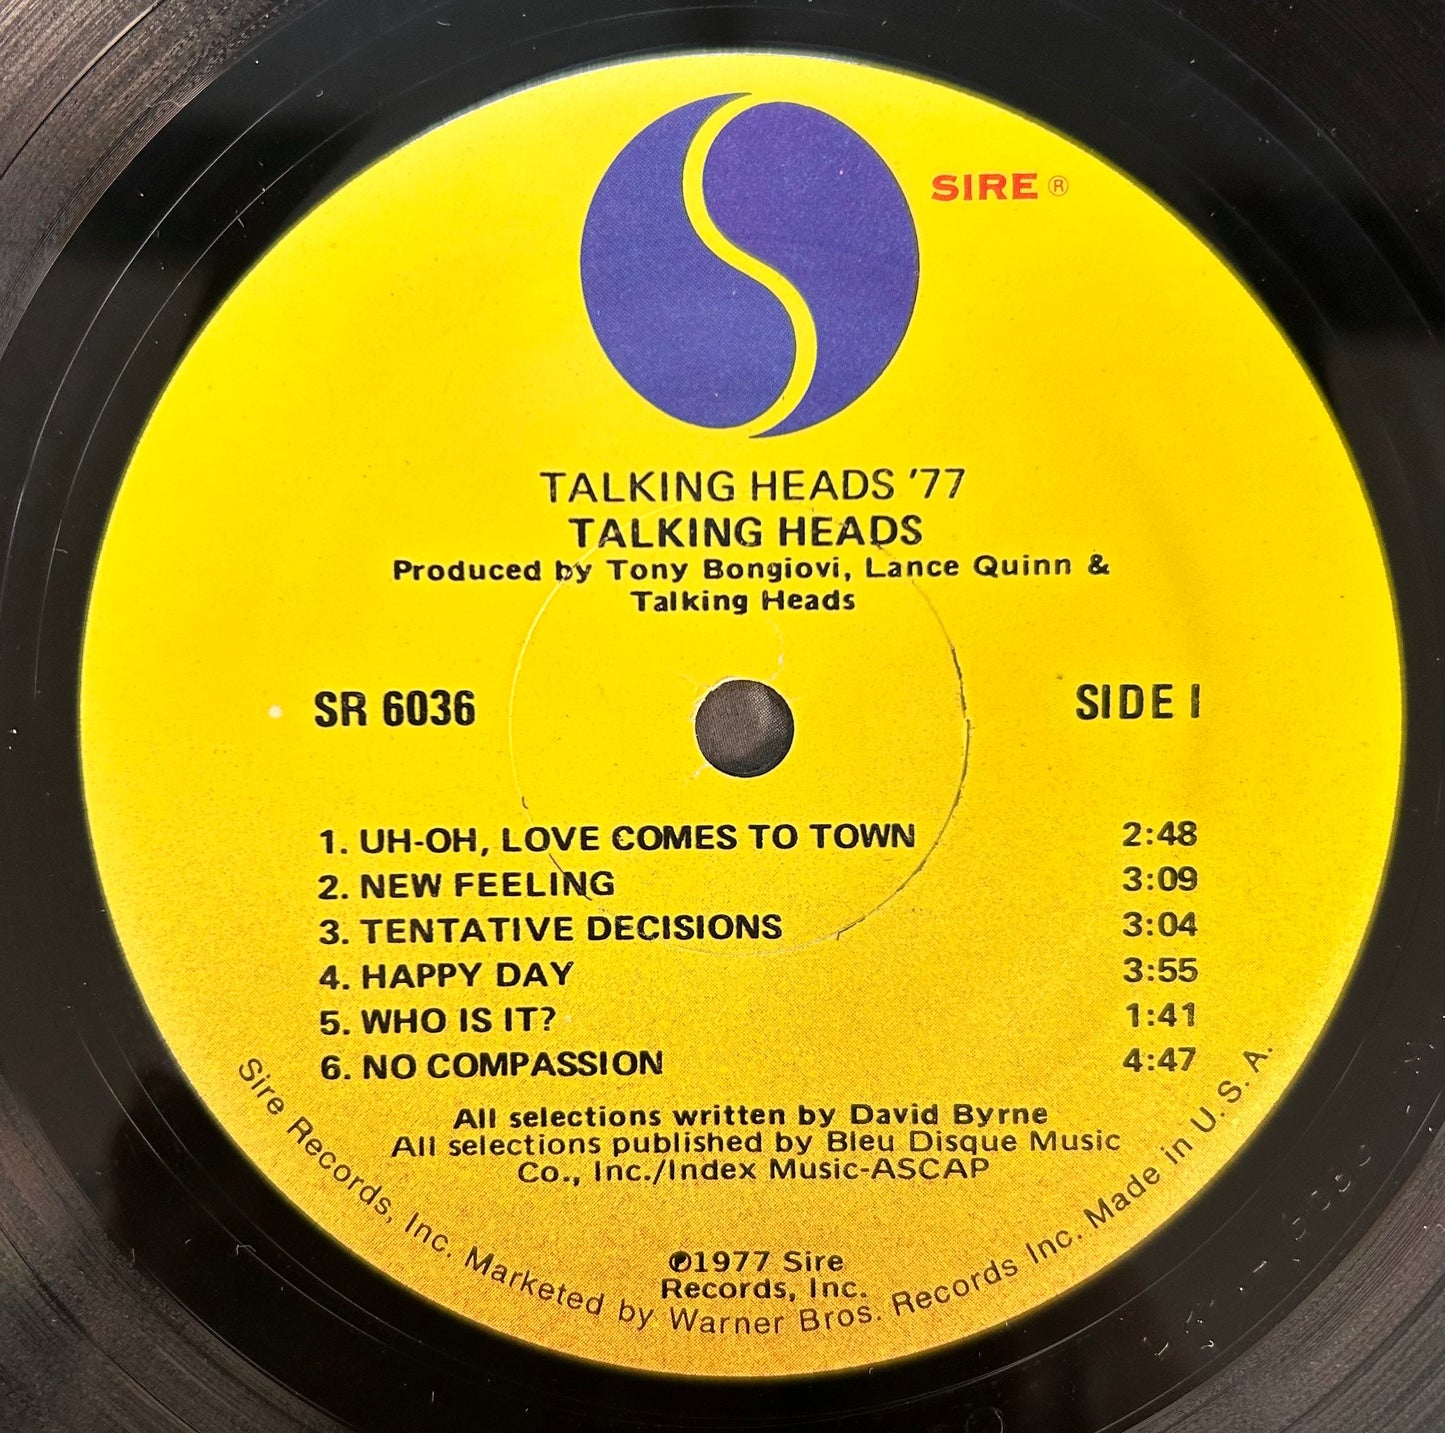 SIRE ®
TALKING HEADS '77
TALKING HEADS
Produced by Tony Bongiovi, Lance Quinn &
Talking Heads
SR 6036
SIDE I
1. UH-OH, LOVE COMES TO TOWN 2:48
2. NEW FEELING 3:09
3. TENTATIVE DECISIONS 3:04
4. HAPPY DAY 3:55
5. WHO IS IT? 1:41
6. NO COMPASSION 4:47
All selections written by David Byrne
All selections published by Bleu Disque Music
Co., Inc./Index Music-ASCAP
℗1977 Sire
Records, Inc.
Sire Records, Inc. Marketed by Warner Bros. Records Inc. Made in U. S. A.